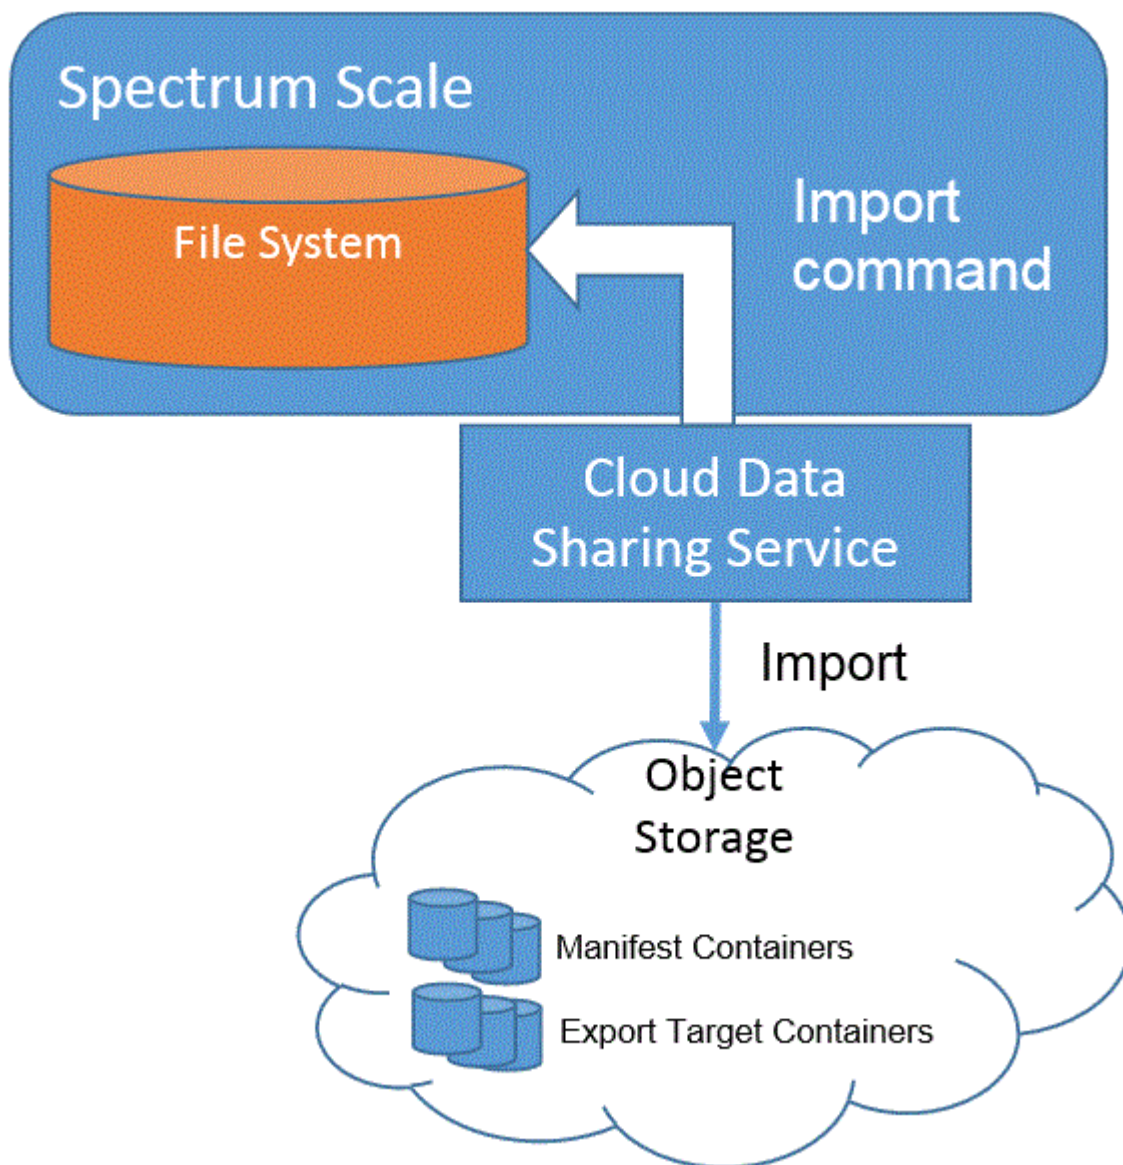 Spectrum Scale
File System
Import
command
Cloud Data
Sharing Service
Import
Object
Storage
Manifest Containers
Export Target Containers